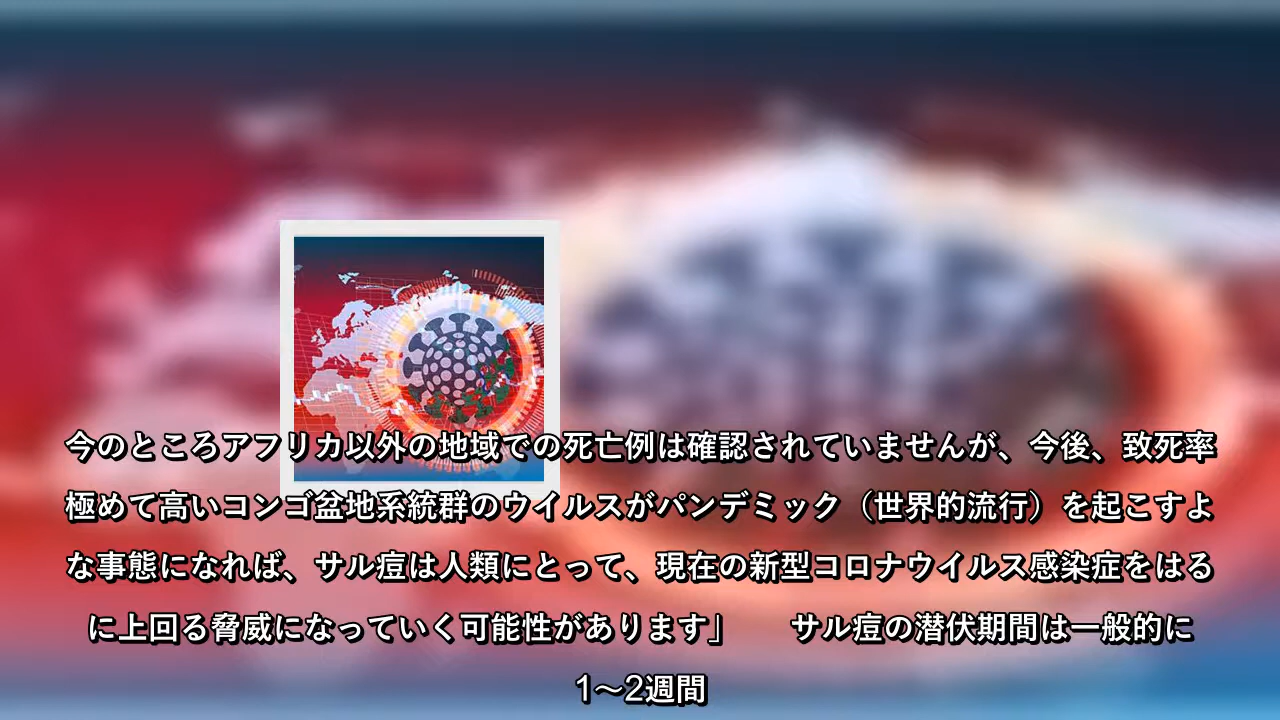 今のところアフリカ以外の地域での死亡例は確認されていませんが、今後、致死率
極めて高いコンゴ盆地系統群のウイルスがパンデミック（世界的流行）を起こすよ
な事態になれば、サル痘は人類にとって、現在の新型コロナウイルス感染症をはる
に上回る脅威になっていく可能性があります」　　サル痘の潜伏期間は一般的に
1～2週間